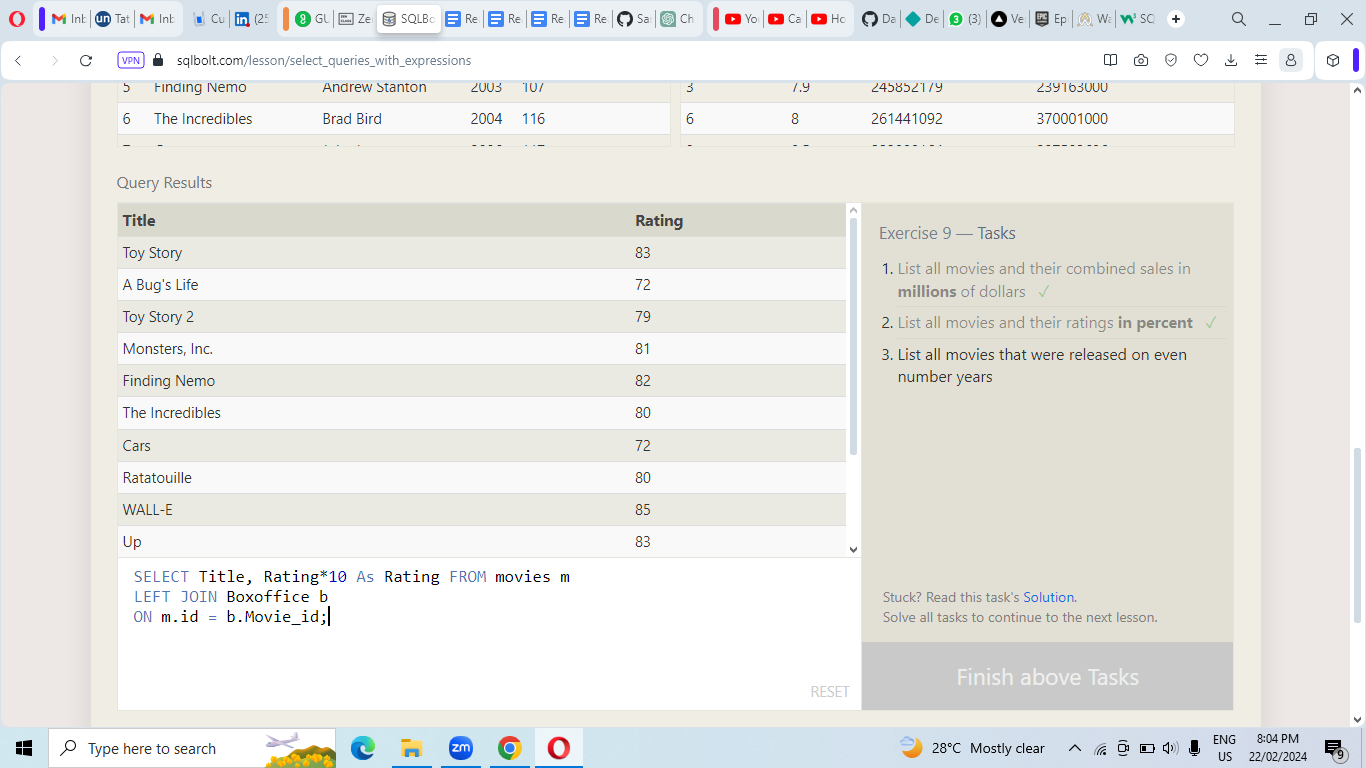 Inb
Tat
Inb
Cu
(25
GU
Ze
SQLBo
Re
Re
Re
Re
Sa
Ch
Yo
Ca
Ho
Da
De
(3)
Ve
Ep
Wa
SC
VPN sqlbolt.com/lesson/select_queries_with_expressions
5 Finding Nemo Andrew Stanton 2003 107 3 7.9 245852179 239163000
6 The Incredibles Brad Bird 2004 116 6 8 261441092 370001000
Query Results
Title Rating
Toy Story 83
A Bug's Life 72
Toy Story 2 79
Monsters, Inc. 81
Finding Nemo 82
The Incredibles 80
Cars 72
Ratatouille 80
WALL-E 85
Up 83
SELECT Title, Rating*10 As Rating FROM movies m
LEFT JOIN Boxoffice b
ON m.id = b.Movie_id;
RESET
Exercise 9 — Tasks
1. List all movies and their combined sales in
millions of dollars ✓
2. List all movies and their ratings in percent ✓
3. List all movies that were released on even
number years
Stuck? Read this task's Solution.
Solve all tasks to continue to the next lesson.
Finish above Tasks
Type here to search
zm
28°C Mostly clear
ENG
US
8:04 PM
22/02/2024
9